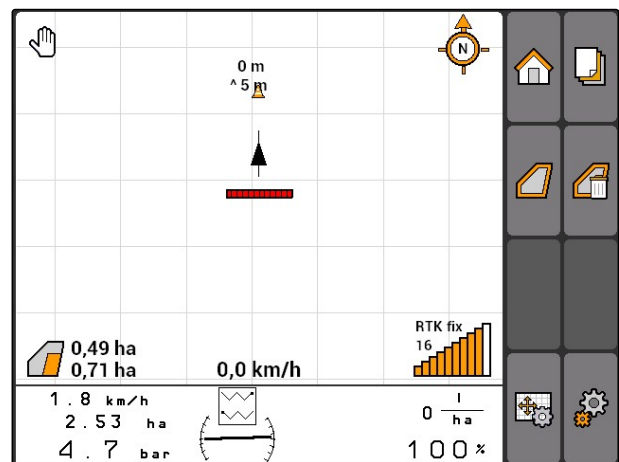 N
0 m
^ 5 m
RTK fix
16
0,49 ha
0,71 ha
0,0 km/h
1.8 km/h
2.53 ha
4.7 bar
0 l/ha
100%